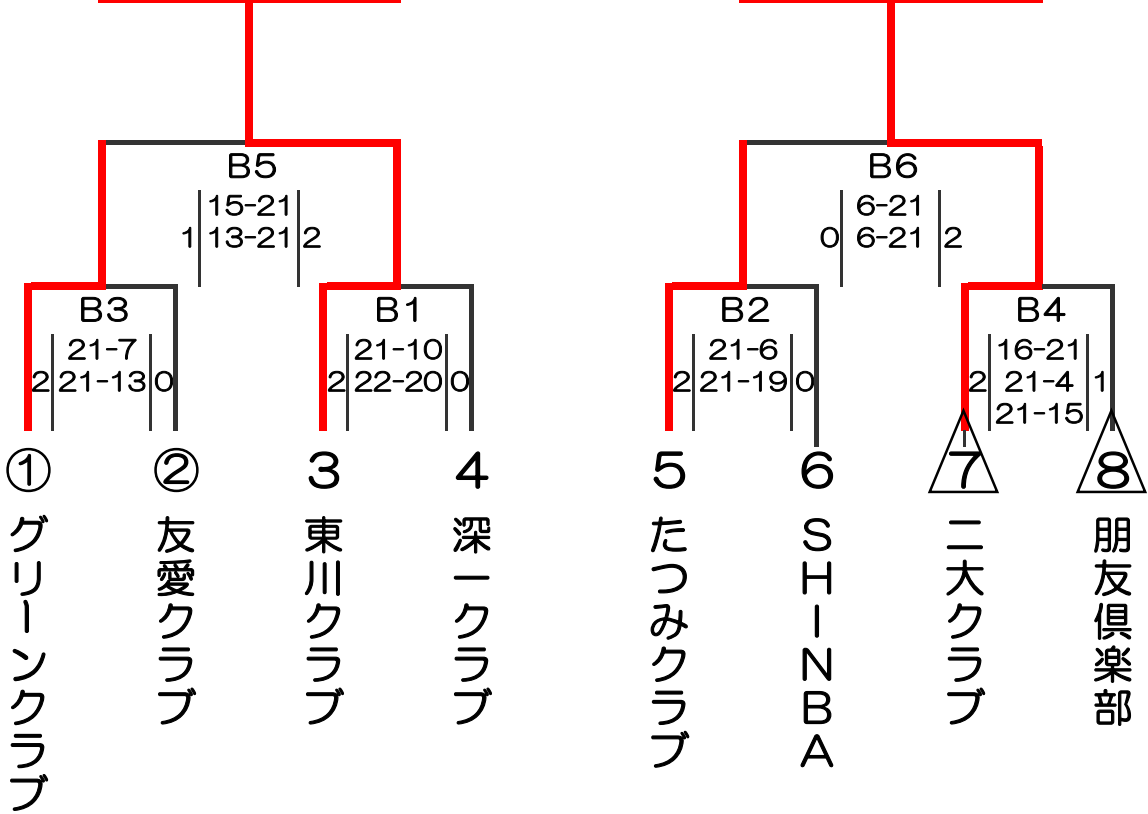 B5
15-21
1 13-21 2
B6
6-21
0 6-21 2
B3
21-7
2 21-13 0
B1
21-10
2 22-20 0
B2
21-6
2 21-19 0
B4
16-21
2 21-4 1
21-15
① ② 3 4 5 6 7 8
グリーンクラブ
友愛クラブ
東川クラブ
深一クラブ
たつみクラブ
SHINBA
二大クラブ
朋友倶楽部